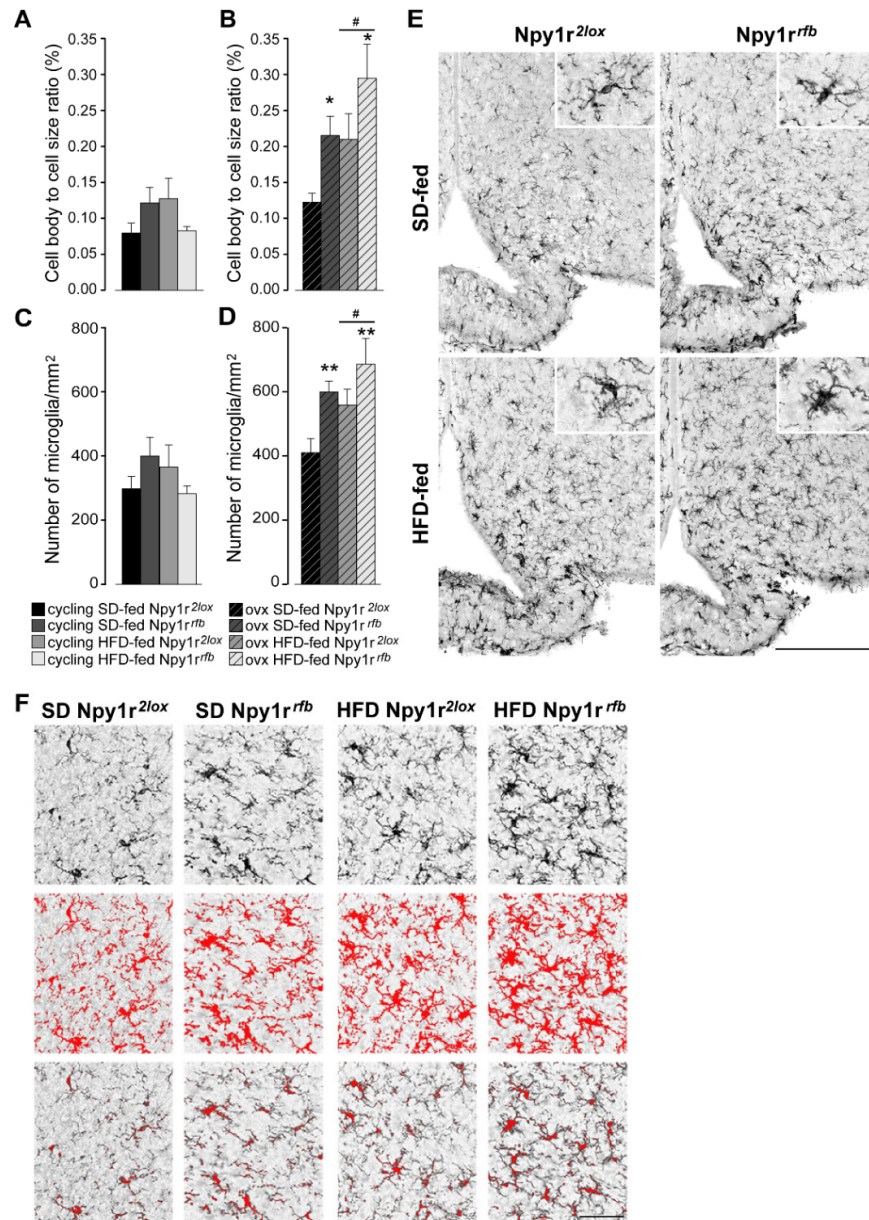 A
Cell body to cell size ratio (%)
0.35
0.30
0.25
0.20
0.15
0.10
0.05
0.00
B
Cell body to cell size ratio (%)
0.35
0.30
0.25
0.20
0.15
0.10
0.05
0.00
#
*
*
C
Number of microglia/mm²
800
600
400
200
0
D
Number of microglia/mm²
800
600
400
200
0
#
**
**
cycling SD-fed Npy1r2lox
cycling SD-fed Npy1rrfb
cycling HFD-fed Npy1r2lox
cycling HFD-fed Npy1rrfb
ovx SD-fed Npy1r2lox
ovx SD-fed Npy1rrfb
ovx HFD-fed Npy1r2lox
ovx HFD-fed Npy1rrfb
E
Npy1r2lox
Npy1rrfb
SD-fed
HFD-fed
F
SD Npy1r2lox
SD Npy1rrfb
HFD Npy1r2lox
HFD Npy1r rfb